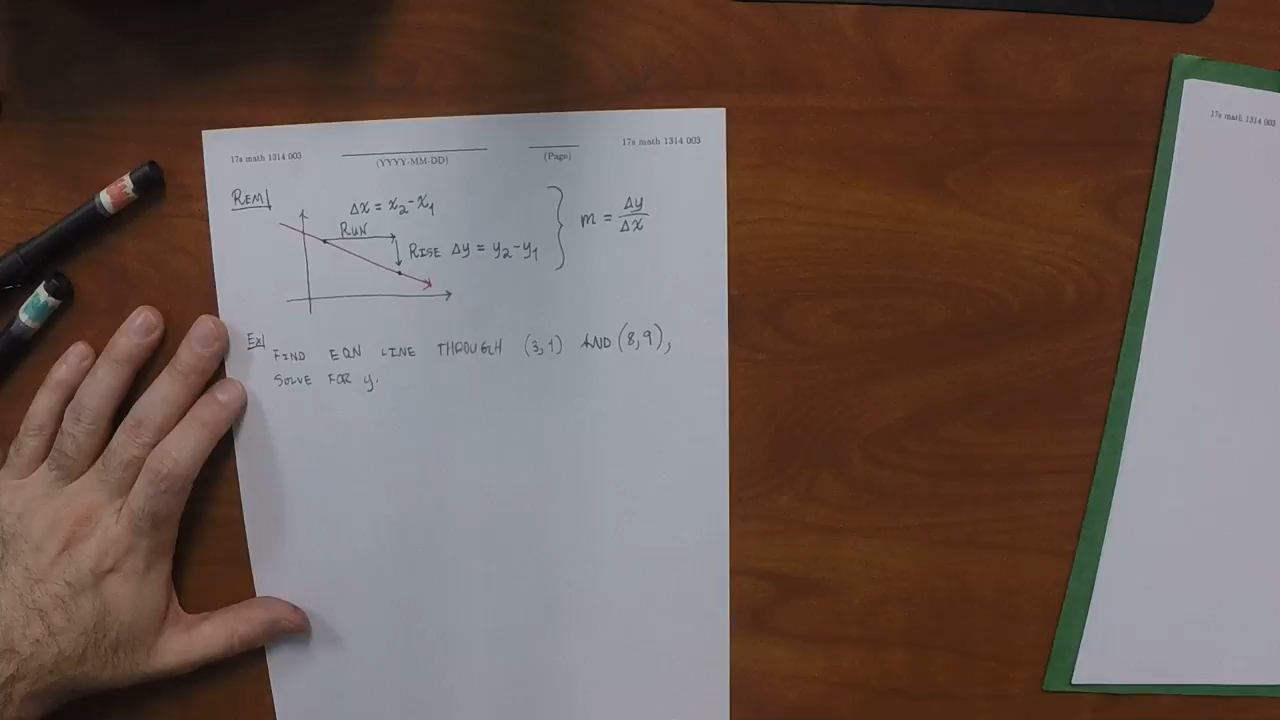 17s math 1314 003
(YYYY-MM-DD)
(Page)
17s math 1314 003
REM
Δx = x₂-x₁
RUN
RISE Δy = y₂-y₁
m = Δy/Δx
Ex
FIND EQN LINE THROUGH (3,1) AND (8,9),
SOLVE FOR y.
17s math 1314 003